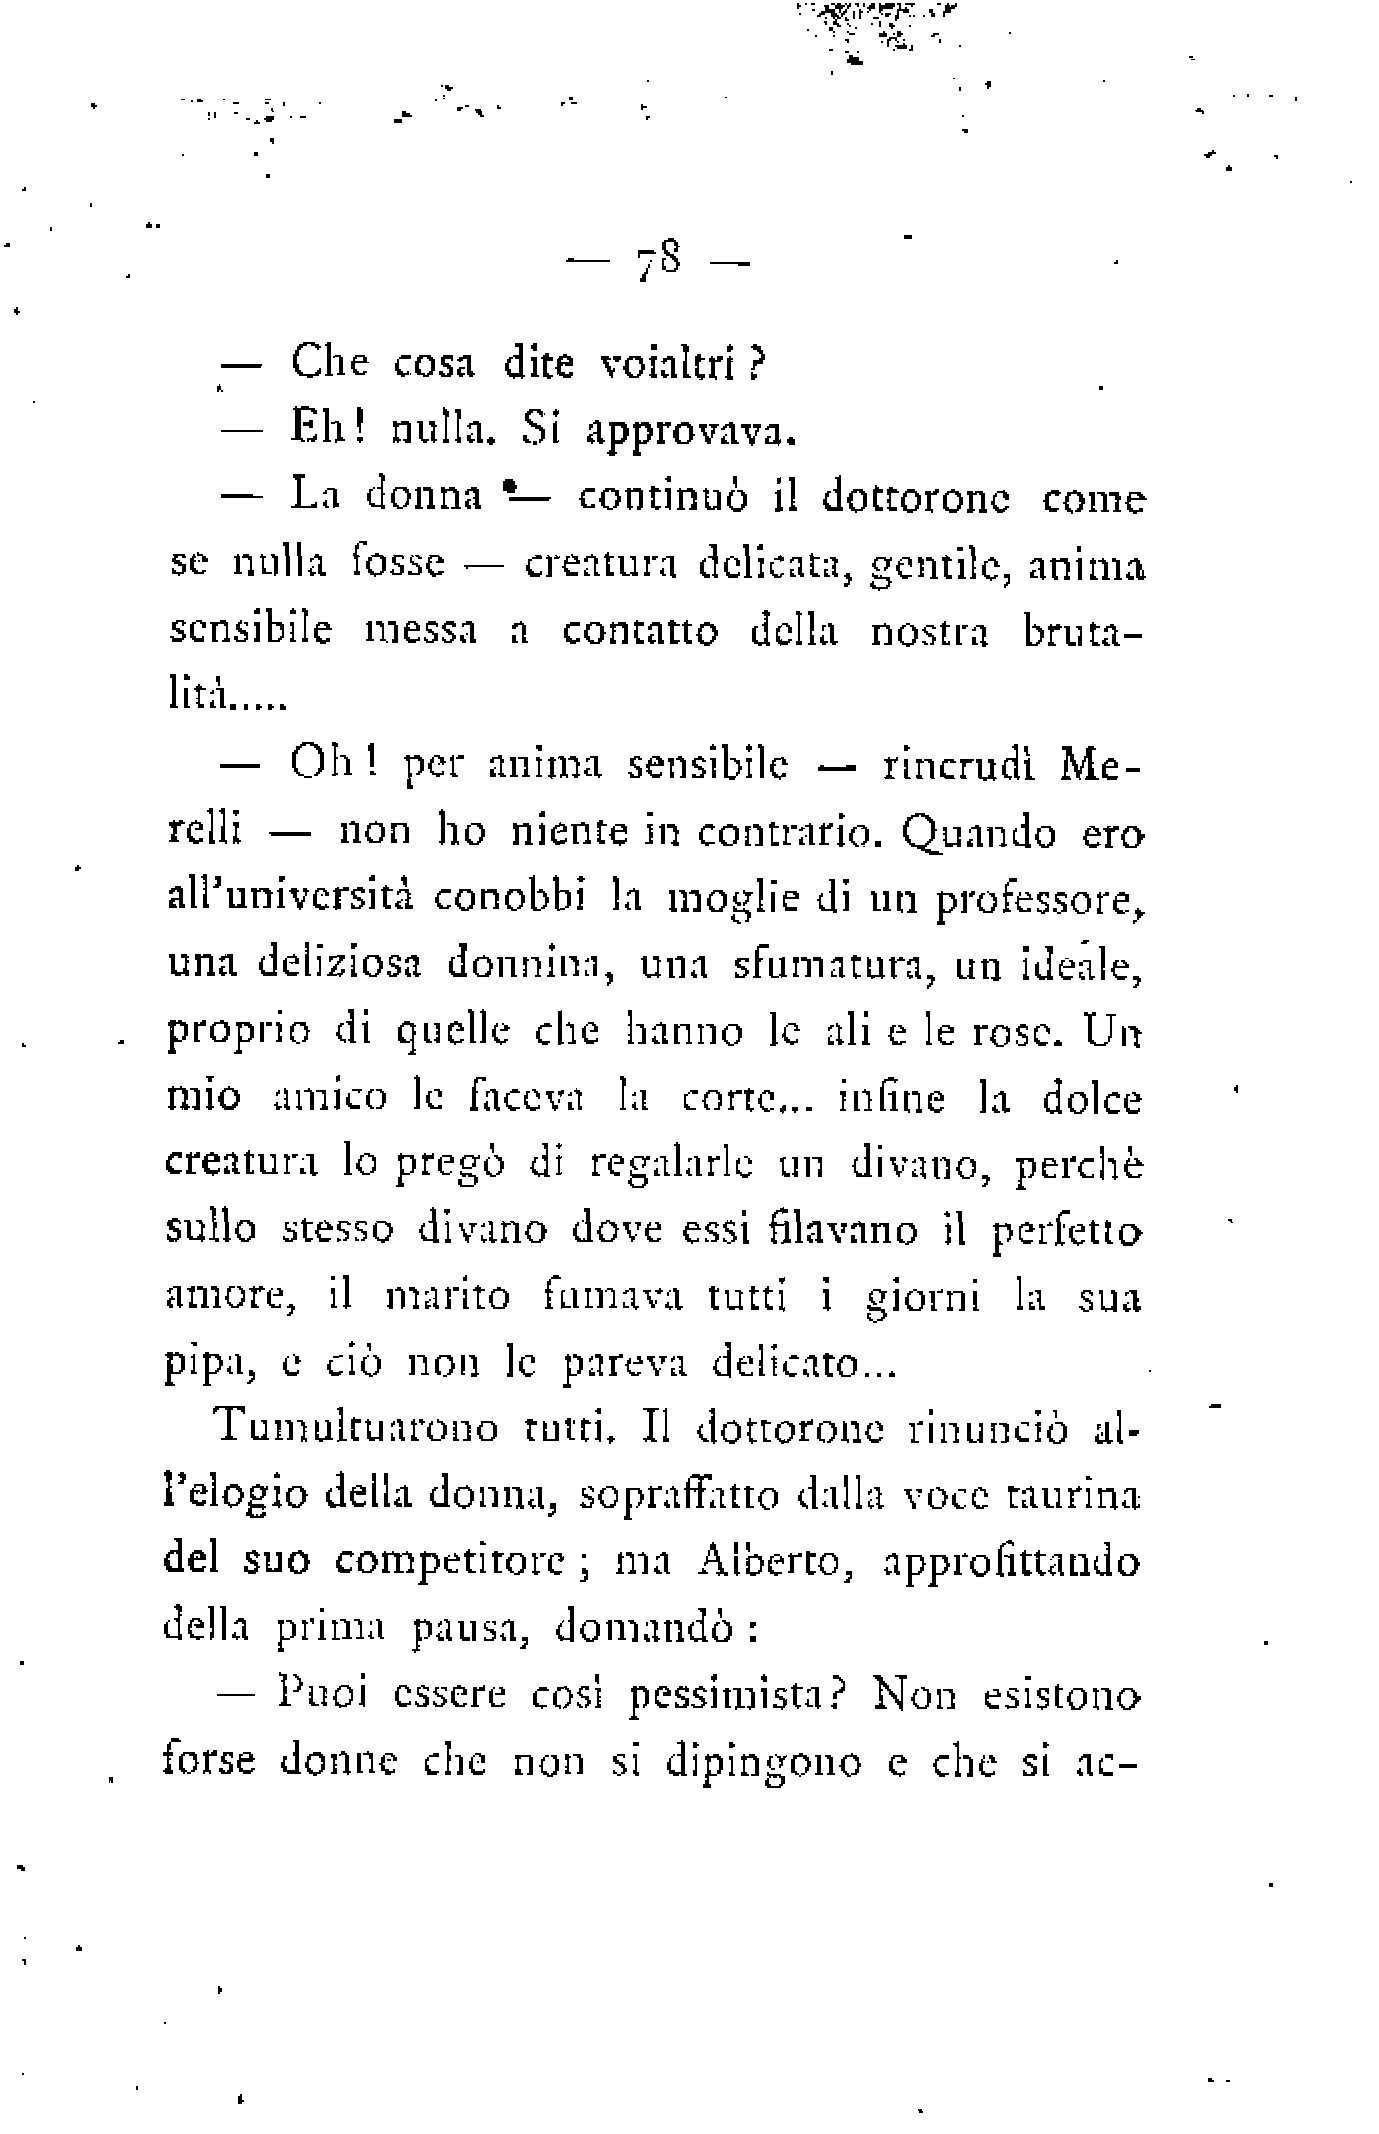 — 78 —
— Che cosa dite voialtri ?
— Eh! nulla. Si approvava.
— La donna — continuò il dottorone come
se nulla fosse — creatura delicata, gentile, anima
sensibile messa a contatto della nostra bruta-
lità.....
— Oh! per anima sensibile — rincrudì Me-
relli — non ho niente in contrario. Quando ero
all'università conobbi la moglie di un professore,
una deliziosa donnina, una sfumatura, un ideale,
proprio di quelle che hanno le ali e le rose. Un
mio amico le faceva la corte... infine la dolce
creatura lo pregò di regalarle un divano, perchè
sullo stesso divano dove essi filavano il perfetto
amore, il marito fumava tutti i giorni la sua
pipa, e ciò non le pareva delicato...
Tumultuarono tutti. Il dottorone rinunciò al-
l'elogio della donna, sopraffatto dalla voce taurina
del suo competitore ; ma Alberto, approfittando
della prima pausa, domandò :
— Puoi essere così pessimista? Non esistono
forse donne che non si dipingono e che si ac-